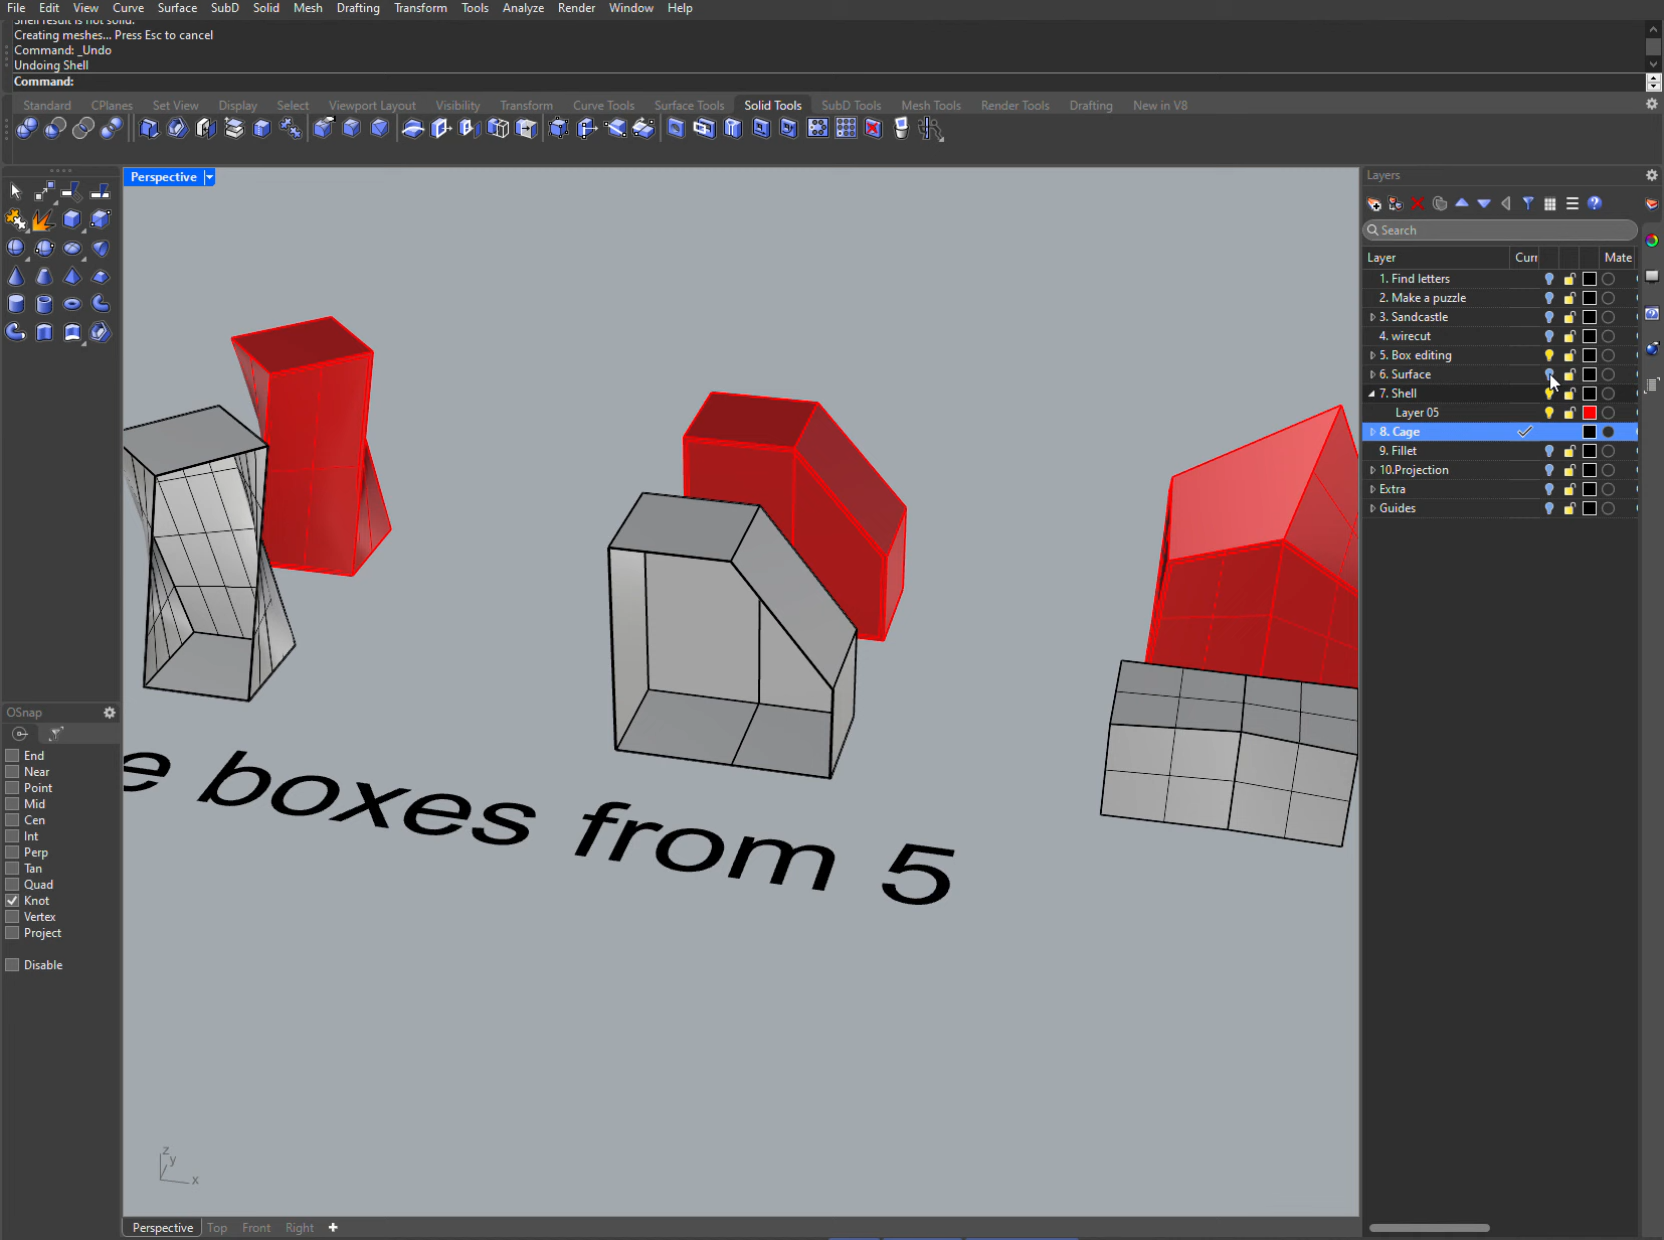 File Edit View Curve Surface SubD Solid Mesh Drafting Transform Tools Analyze Render Window Help
Shell result is not solid.
Creating meshes... Press Esc to cancel
Command: _Undo
Undoing Shell
Command:
Standard CPlanes Set View Display Select Viewport Layout Visibility Transform Curve Tools Surface Tools Solid Tools SubD Tools Mesh Tools Render Tools Drafting New in V8
Perspective
Layers
Search
Layer Curr Mate
1. Find letters
2. Make a puzzle
3. Sandcastle
4. wirecut
5. Box editing
6. Surface
7. Shell
Layer 05
8. Cage
9. Fillet
10.Projection
Extra
Guides
OSnap
End
Near
Point
Mid
Cen
Int
Perp
Tan
Quad
Knot
Vertex
Project
Disable
e boxes from 5
z
y
x
Perspective Top Front Right